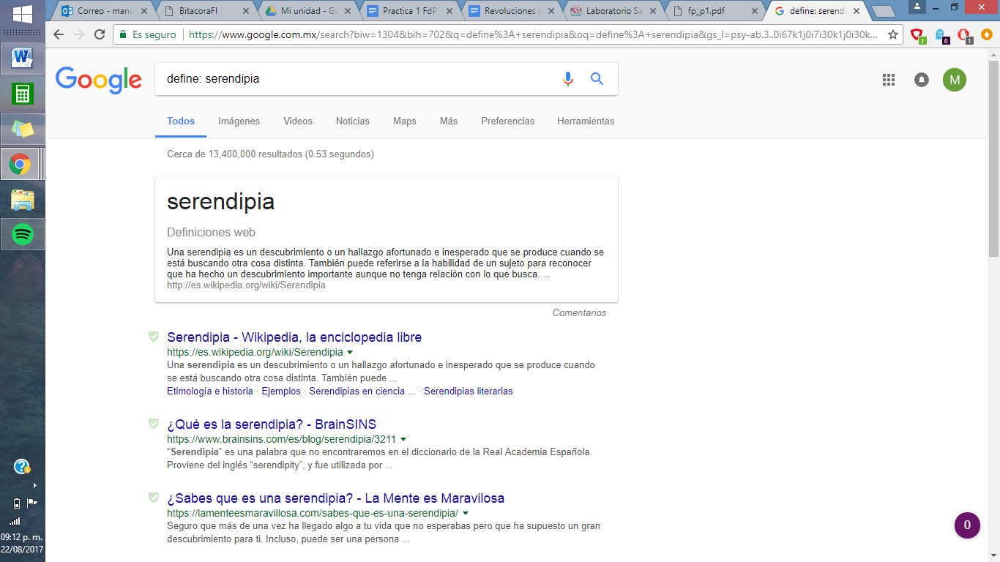 Correo - manu
BitacoraFI
Mi unidad - Go
Practica 1 FdP
Revoluciones I
Laboratorio Sa
fp_p1.pdf
define: serendi
Es seguro
https://www.google.com.mx/search?biw=1304&bih=702&q=define%3A+serendipia&oq=define%3A+serendipia&gs_l=psy-ab.3..0i67k1j0i7i30k1j0i30k...
1
0
1
Google
define: serendipia
M
Todos
Imágenes
Videos
Noticias
Maps
Más
Preferencias
Herramientas
Cerca de 13,400,000 resultados (0.53 segundos)
serendipia
Definiciones web
Una serendipia es un descubrimiento o un hallazgo afortunado e inesperado que se produce cuando se
está buscando otra cosa distinta. También puede referirse a la habilidad de un sujeto para reconocer
que ha hecho un descubrimiento importante aunque no tenga relación con lo que busca. ...
http://es.wikipedia.org/wiki/Serendipia
Comentarios
Serendipia - Wikipedia, la enciclopedia libre
https://es.wikipedia.org/wiki/Serendipia
Una serendipia es un descubrimiento o un hallazgo afortunado e inesperado que se produce cuando
se está buscando otra cosa distinta. También puede ...
Etimología e historia · Ejemplos · Serendipias en ciencia ... · Serendipias literarias
¿Qué es la serendipia? - BrainSINS
https://www.brainsins.com/es/blog/serendipia/3211
“Serendipia” es una palabra que no encontraremos en el diccionario de la Real Academia Española.
Proviene del inglés “serendipity”, y fue utilizada por ...
¿Sabes que es una serendipia? - La Mente es Maravilosa
https://lamenteesmaravillosa.com/sabes-que-es-una-serendipia/
Seguro que más de una vez ha llegado algo a tu vida que no esperabas pero que ha supuesto un gran
descubrimiento para ti. Incluso, puede ser una persona ...
0
09:12 p. m.
22/08/2017